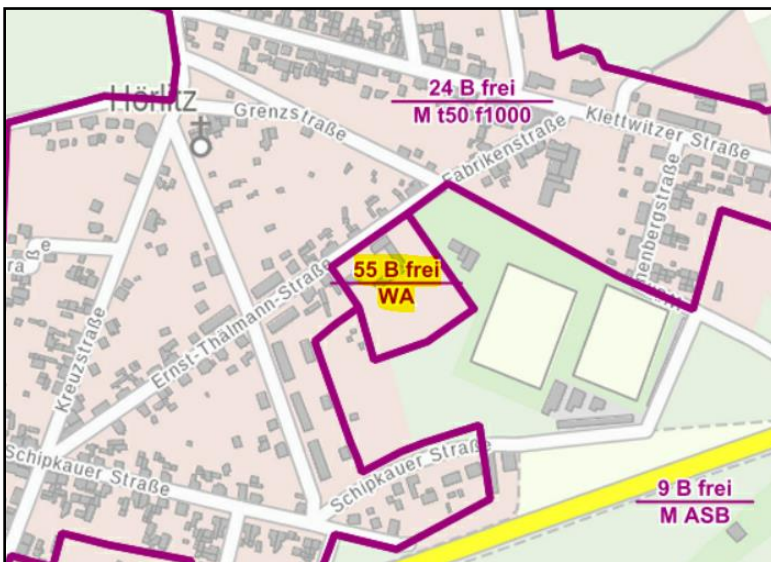 24 B frei
M t50 f1000
Hörlitz
Grenzstraße
Klettwitzer Straße
Fabrikenstraße
55 B frei
WA
Ernst-Thälmann-Straße
Kreuzstraße
Schipkauer Straße
Schipkauer Straße
9 B frei
M ASB